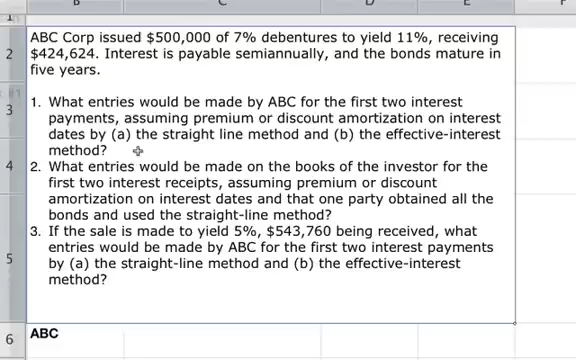 B C D E F
1
2
3
4
5
6
ABC Corp issued $500,000 of 7% debentures to yield 11%, receiving
$424,624. Interest is payable semiannually, and the bonds mature in
five years.
1. What entries would be made by ABC for the first two interest
payments, assuming premium or discount amortization on interest
dates by (a) the straight line method and (b) the effective-interest
method?
2. What entries would be made on the books of the investor for the
first two interest receipts, assuming premium or discount
amortization on interest dates and that one party obtained all the
bonds and used the straight-line method?
3. If the sale is made to yield 5%, $543,760 being received, what
entries would be made by ABC for the first two interest payments
by (a) the straight-line method and (b) the effective-interest
method?
ABC